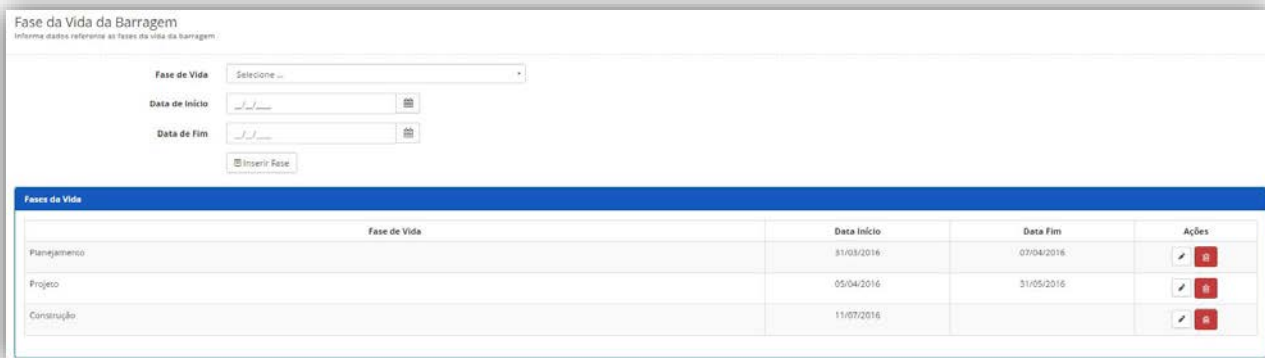 Fase da Vida da Barragem
Informe dados referente as fases da vida da barragem
Fase de Vida Selecione ...
Data de Início __/__/____
Data de Fim __/__/____
Inserir Fase
Fases da Vida
Fase de Vida Data Início Data Fim Ações
Planejamento 31/03/2016 07/04/2016
Projeto 05/04/2016 31/05/2016
Construção 11/07/2016